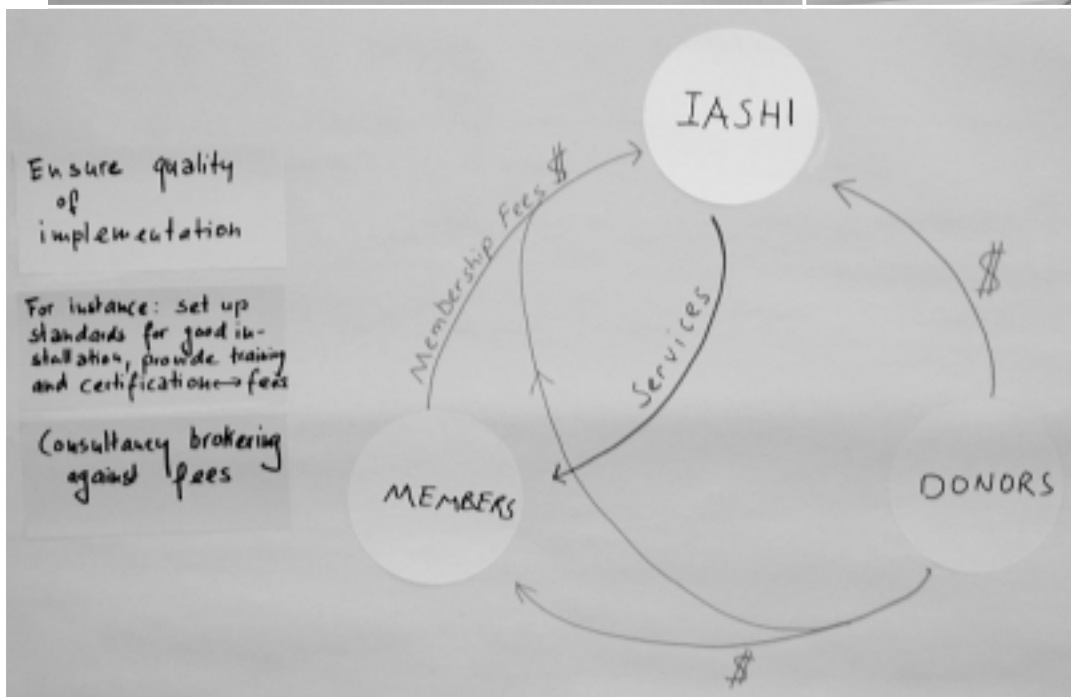 Ensure quality
of
implementation
For instance: set up
standards for good in-
stallation, provide training
and certification ↔ fees
Consultancy brokering
against fees
IASHI
Membership Fees $
Services
$
MEMBERS
DONORS
$